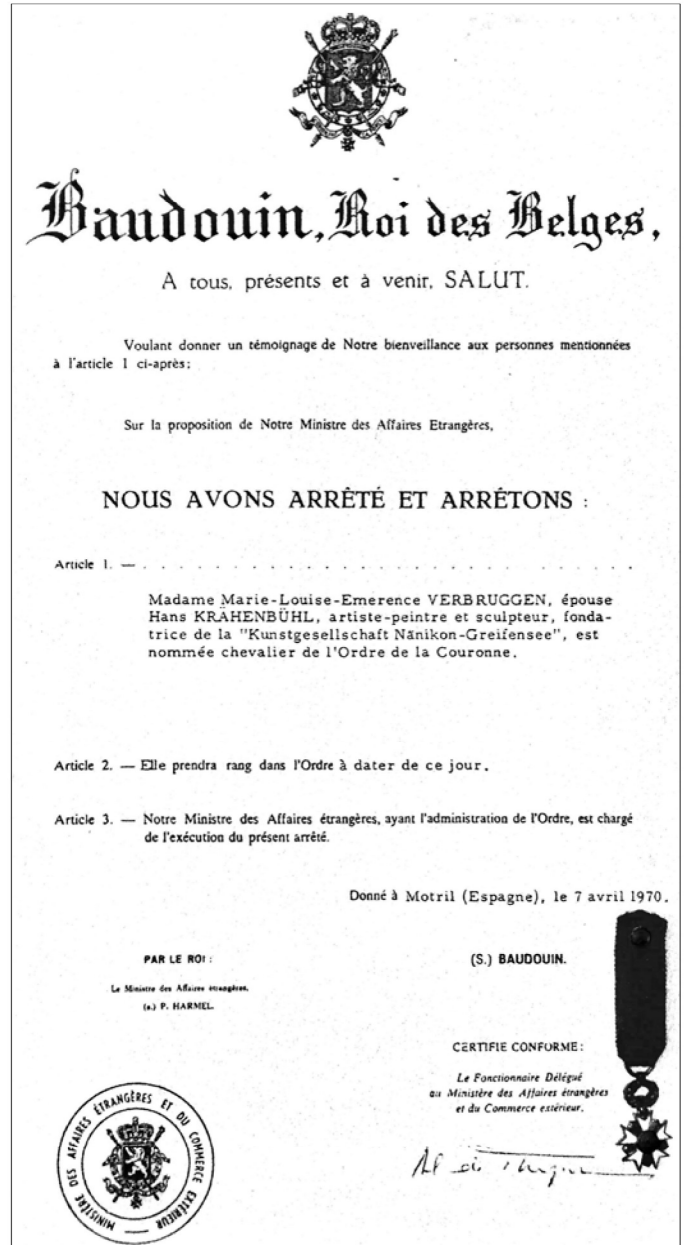 Baudouin, Roi des Belges,
A tous, présents et à venir, SALUT.
Voulant donner un témoignage de Notre bienveillance aux personnes mentionnées
à l'article 1 ci-après:
Sur la proposition de Notre Ministre des Affaires Etrangères,
NOUS AVONS ARRÊTÉ ET ARRÊTONS :
Article 1. — . . . . . . . . . . . . . . . . . . . . . . . . . .
Madame Marie-Louise-Emerence VERBRUGGEN, épouse
Hans KRÄHENBÜHL, artiste-peintre et sculpteur, fonda-
trice de la "Kunstgesellschaft Nänikon-Greifensee", est
nommée chevalier de l'Ordre de la Couronne.
Article 2. — Elle prendra rang dans l'Ordre à dater de ce jour.
Article 3. — Notre Ministre des Affaires étrangères, ayant l'administration de l'Ordre, est chargé
de l'exécution du présent arrêté.
Donné à Motril (Espagne), le 7 avril 1970.
PAR LE ROI :
Le Ministre des Affaires étrangères,
(s.) P. HARMEL.
(S.) BAUDOUIN.
CERTIFIE CONFORME :
Le Fonctionnaire Délégué
au Ministère des Affaires étrangères
et du Commerce extérieur,
MINISTÈRE DES AFFAIRES ÉTRANGÈRES ET DU COMMERCE EXTÉRIEUR